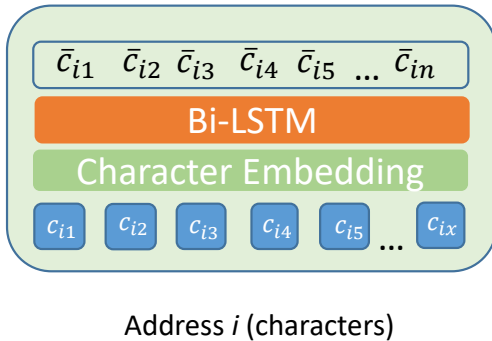 c̄i1 c̄i2 c̄i3 c̄i4 c̄i5 ... c̄in
Bi-LSTM
Character Embedding
ci1 ci2 ci3 ci4 ci5 ... cix
Address i (characters)